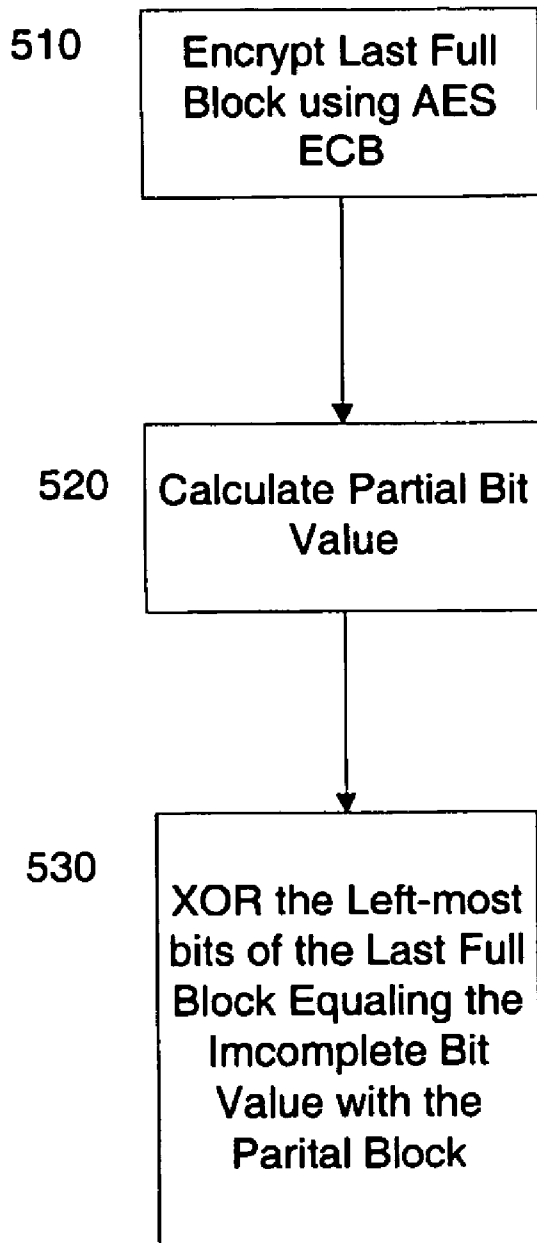 510
Encrypt Last Full
Block using AES
ECB
520
Calculate Partial Bit
Value
530
XOR the Left-most
bits of the Last Full
Block Equaling the
Imcomplete Bit
Value with the
Parital Block